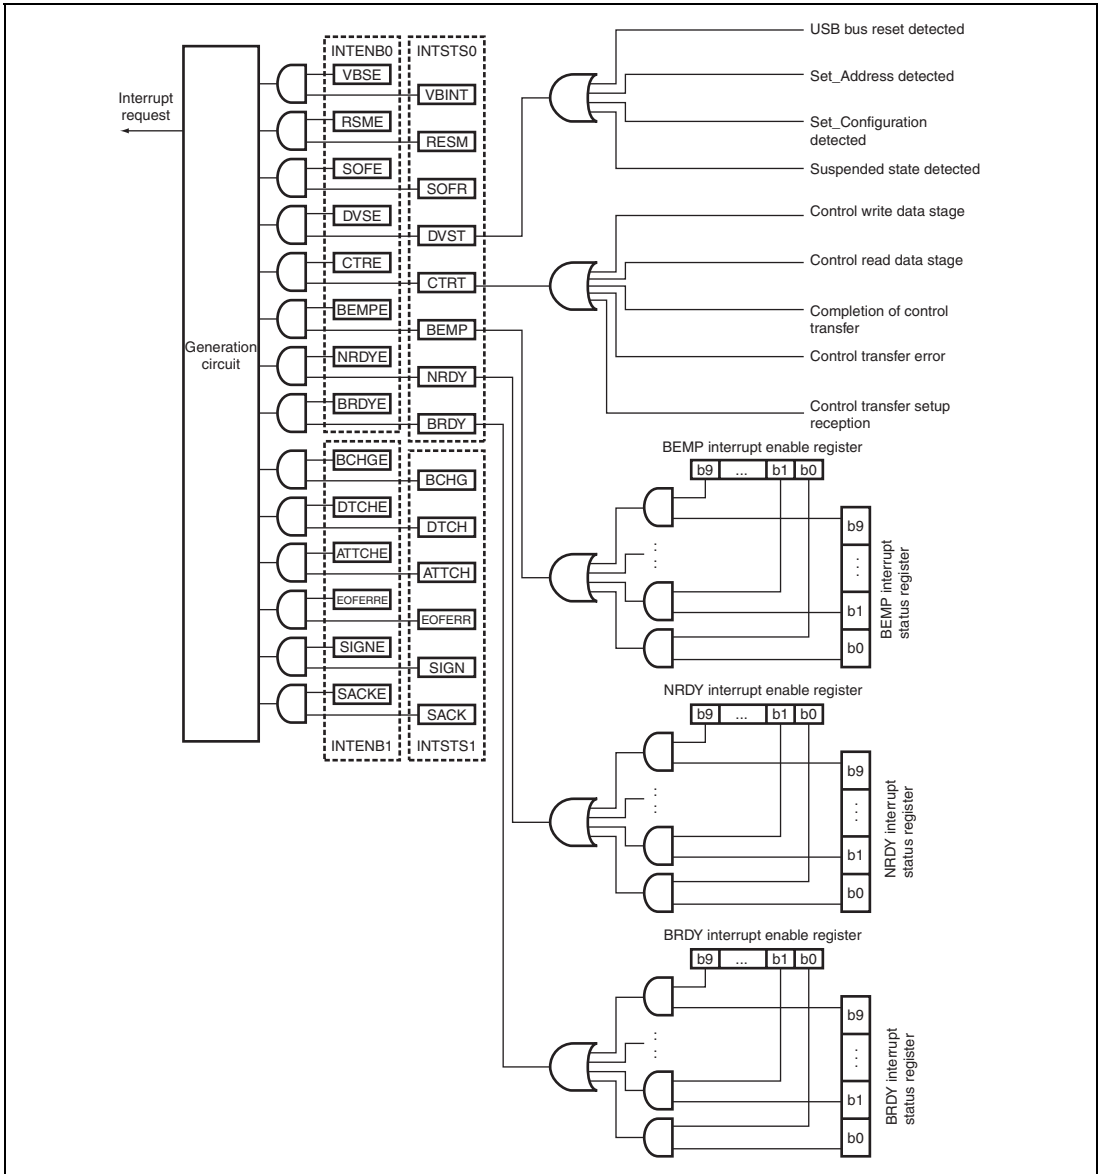 Interrupt
request
Generation
circuit
INTENB0
VBSE
RSME
SOFE
DVSE
CTRE
BEMPE
NRDYE
BRDYE
BCHGE
DTCHE
ATTCHE
EOFERRE
SIGNE
SACKE
INTENB1
INTSTS0
VBINT
RESM
SOFR
DVST
CTRT
BEMP
NRDY
BRDY
BCHG
DTCH
ATTCH
EOFERR
SIGN
SACK
INTSTS1
USB bus reset detected
Set_Address detected
Set_Configuration
detected
Suspended state detected
Control write data stage
Control read data stage
Completion of control
transfer
Control transfer error
Control transfer setup
reception
BEMP interrupt enable register
b9 ... b1 b0
b9
...
b1
b0
BEMP interrupt
status register
NRDY interrupt enable register
b9 ... b1 b0
b9
...
b1
b0
NRDY interrupt
status register
BRDY interrupt enable register
b9 ... b1 b0
b9
...
b1
b0
BRDY interrupt
status register